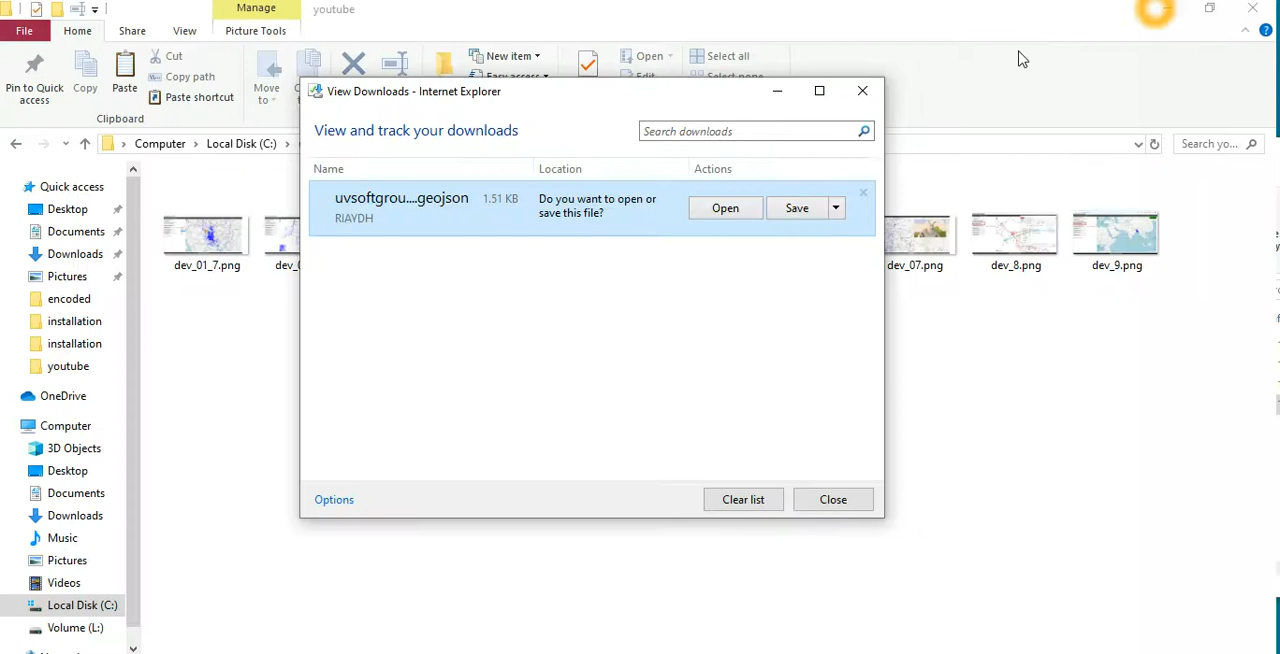 Manage
youtube
File
Home
Share
View
Picture Tools
Pin to Quick access
Copy
Paste
Cut
Copy path
Paste shortcut
Move to
New item
Easy access
Open
Edit
Select all
Select none
Clipboard
Computer
Local Disk (C:)
Search yo...
Quick access
Desktop
Documents
Downloads
Pictures
encoded
installation
installation
youtube
OneDrive
Computer
3D Objects
Desktop
Documents
Downloads
Music
Pictures
Videos
Local Disk (C:)
Volume (L:)
dev_01_7.png
dev_07.png
dev_8.png
dev_9.png
View Downloads - Internet Explorer
View and track your downloads
Search downloads
Name
Location
Actions
uvsoftgrou....geojson
1.51 KB
RIAYDH
Do you want to open or
save this file?
Open
Save
Options
Clear list
Close